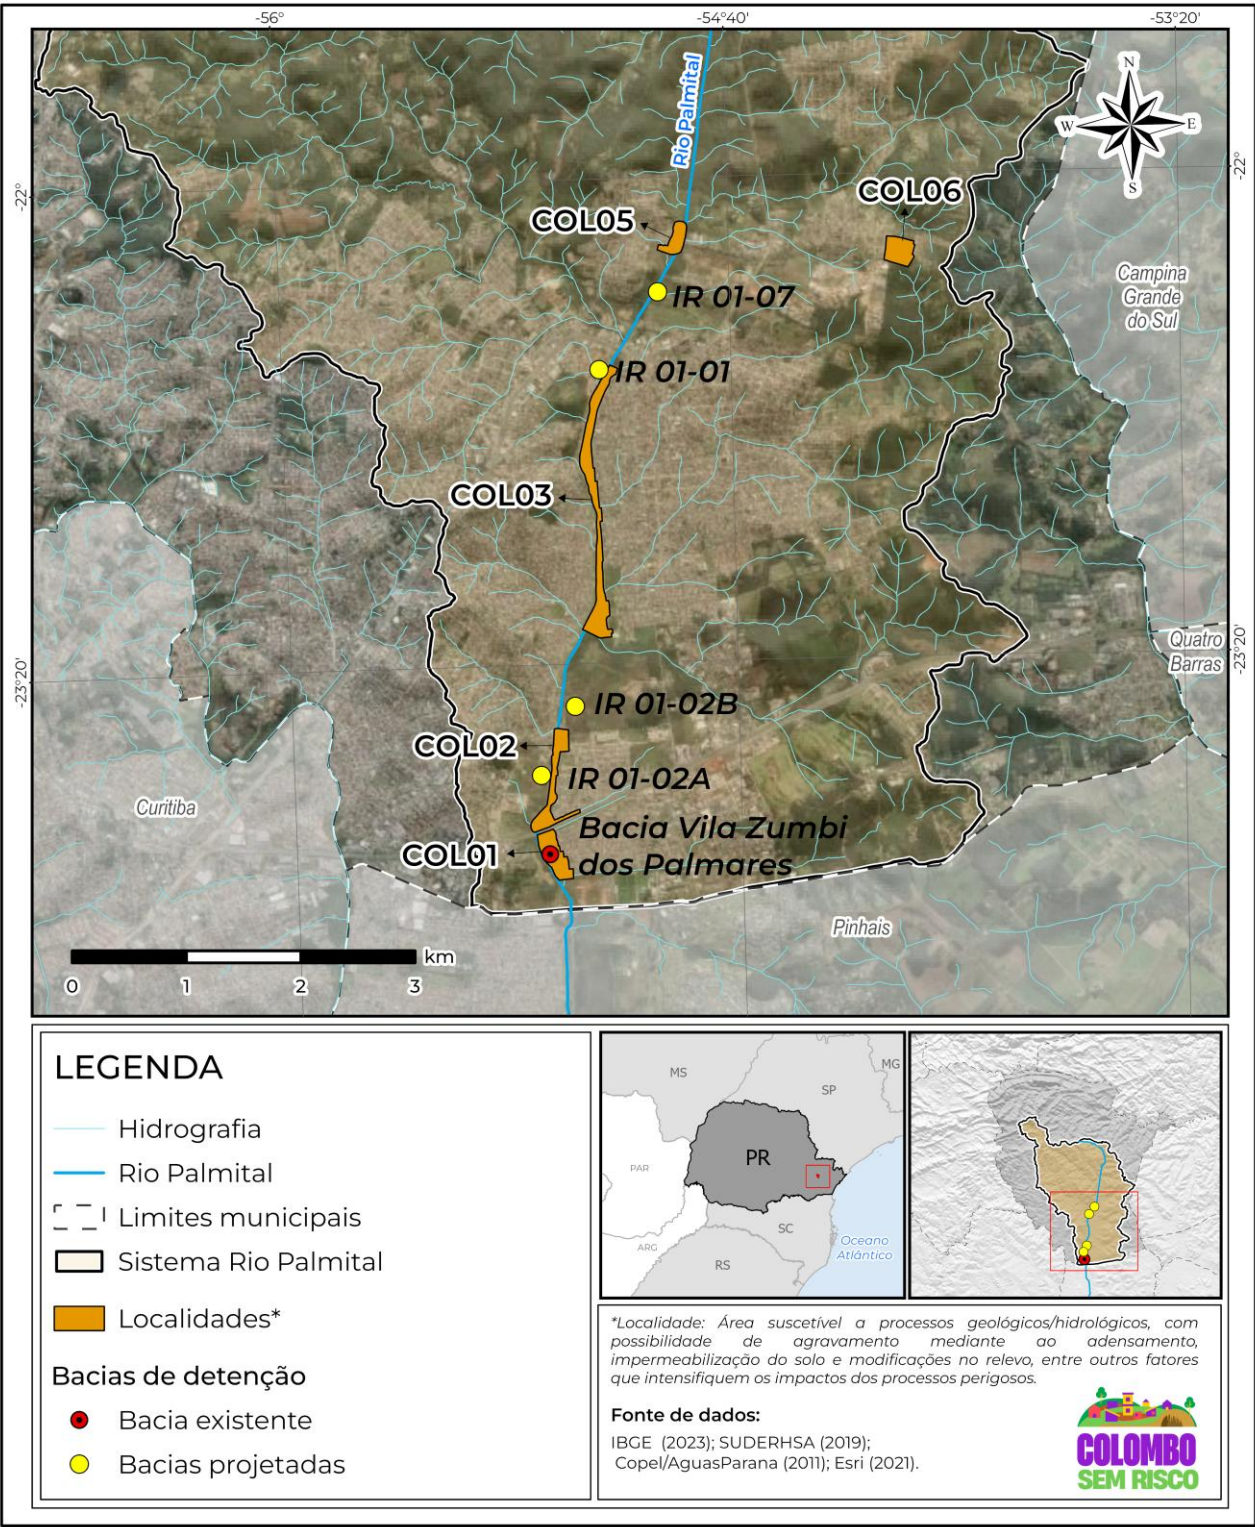 -56°
-54°40'
-53°20'
Rio Palmital
N
W
E
S
-22°
-22°
COL06
COL05
Campina
Grande
do Sul
IR 01-07
IR 01-01
COL03
Quatro
Barras
-23°20'
-23°20'
IR 01-02B
COL02
IR 01-02A
Curitiba
Bacia Vila Zumbi
dos Palmares
COL01
Pinhais
km
0 1 2 3
LEGENDA
Hidrografia
Rio Palmital
Limites municipais
Sistema Rio Palmital
Localidades*
Bacias de detenção
Bacia existente
Bacias projetadas
MS
MG
SP
PR
PAR
SC
ARG
Oceano
Atlântico
RS
*Localidade: Área suscetível a processos geológicos/hidrológicos, com
possibilidade de agravamento mediante ao adensamento,
impermeabilização do solo e modificações no relevo, entre outros fatores
que intensifiquem os impactos dos processos perigosos.
Fonte de dados:
IBGE (2023); SUDERHSA (2019);
Copel/AguasParana (2011); Esri (2021).
COLOMBO
SEM RISCO